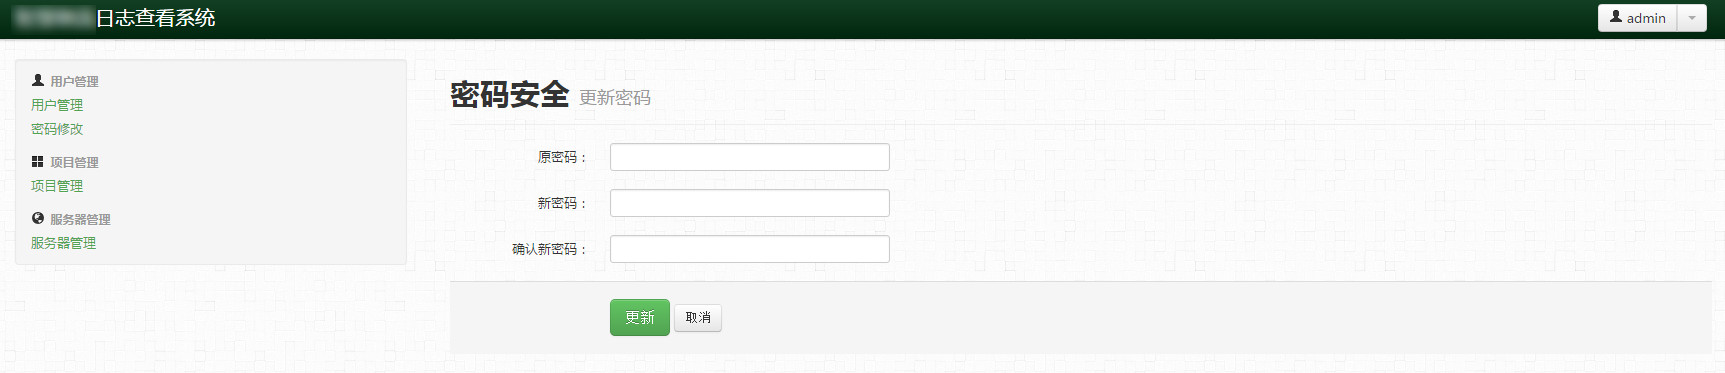 日志查看系统
admin
用户管理
用户管理
密码修改
项目管理
项目管理
服务器管理
服务器管理
密码安全 更新密码
原密码：
新密码：
确认新密码：
更新 取消